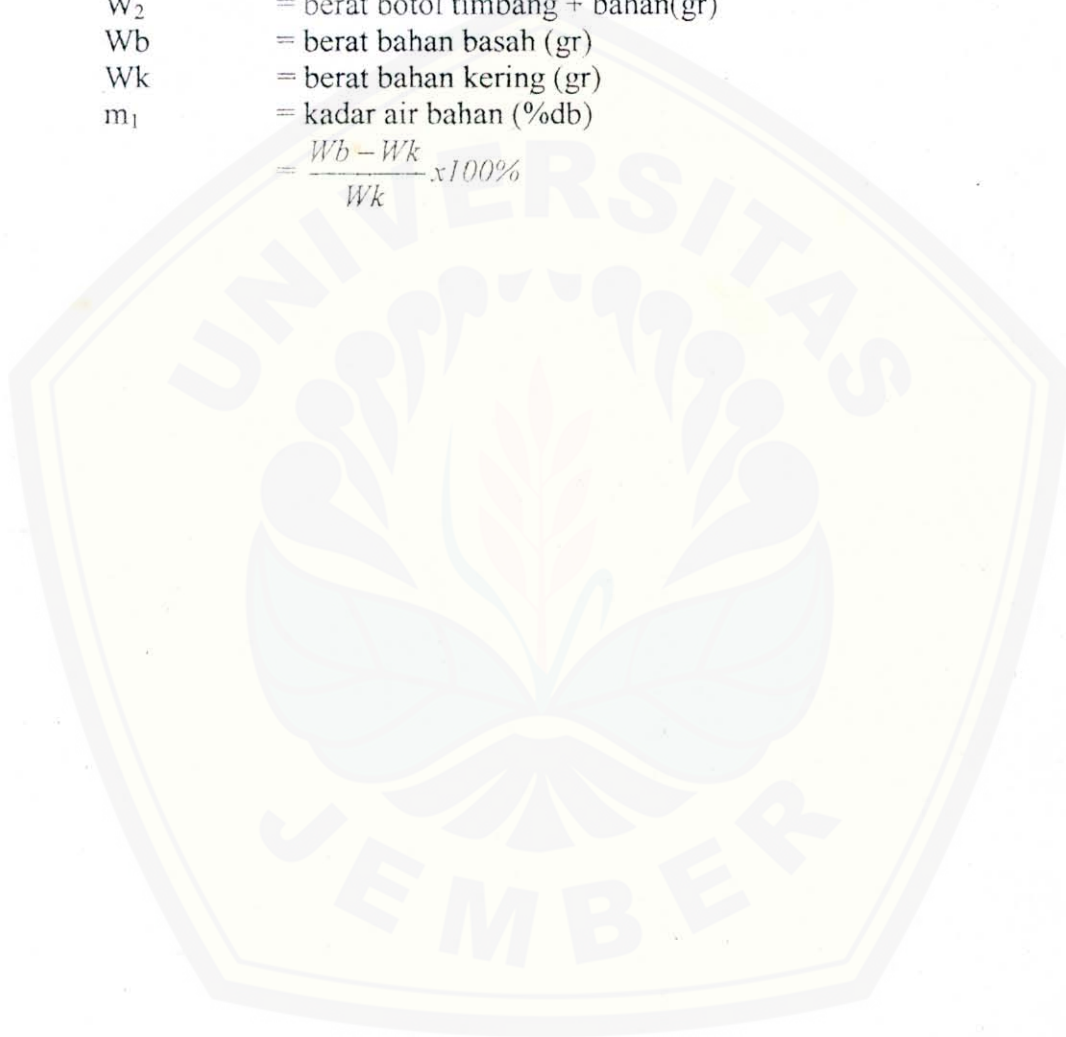 W₂ = berat botol timbang + bahan(gr)
Wb = berat bahan basah (gr)
Wk = berat bahan kering (gr)
m₁ = kadar air bahan (%db)
= Wb – Wk / Wk x100%
UNIVERSITAS
JEMBER